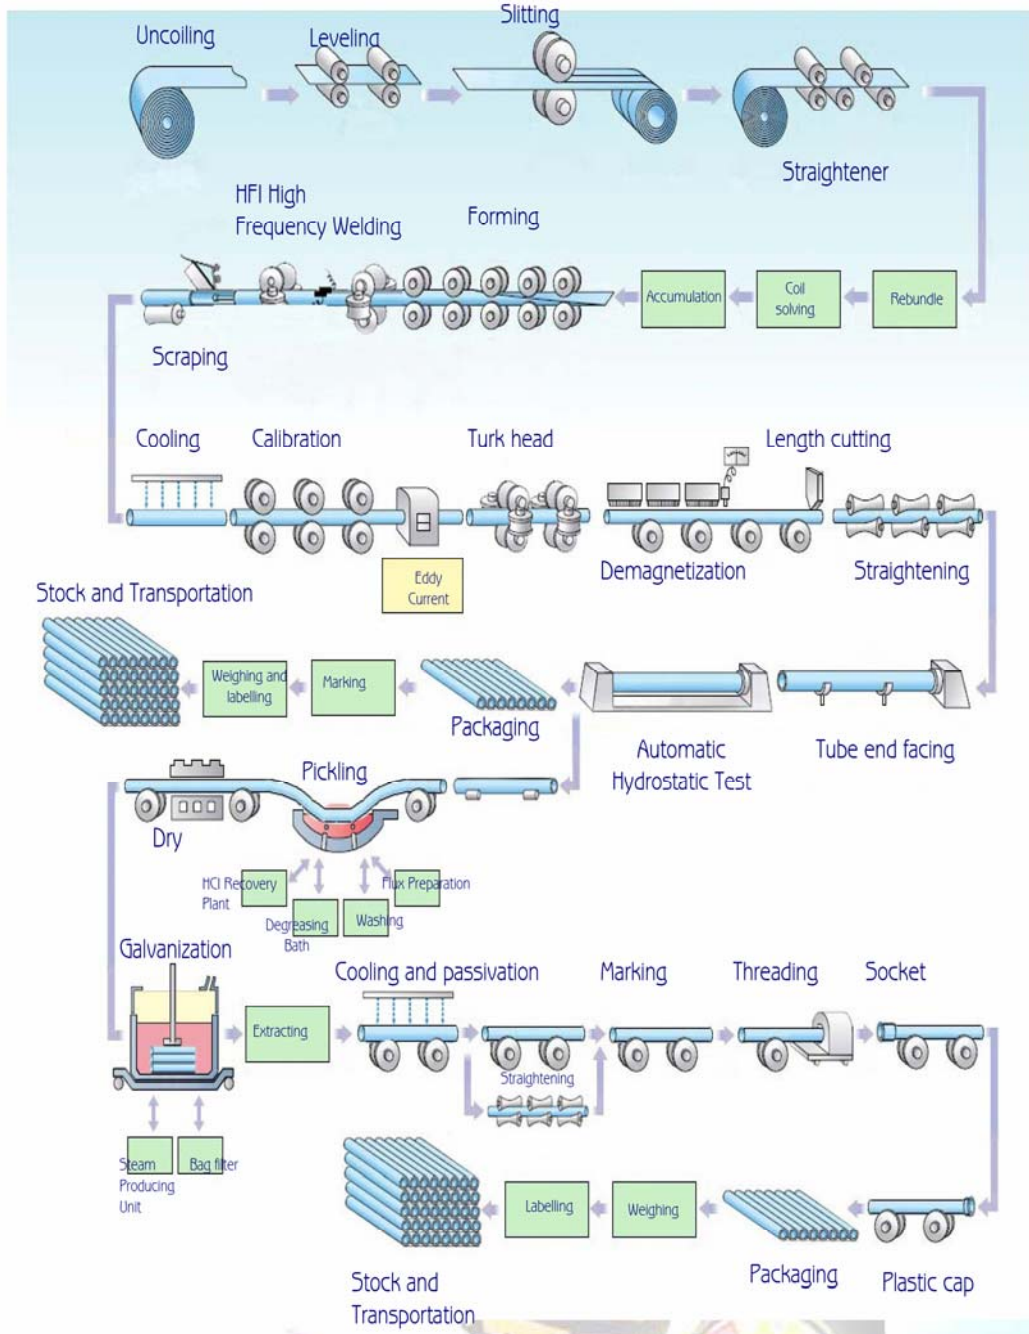 Uncoiling
Leveling
Slitting
Straightener
HFI High
Frequency Welding
Forming
Accumulation
Coil
solving
Rebundle
Scraping
Cooling
Calibration
Turk head
Length cutting
Eddy
Current
Demagnetization
Straightening
Stock and Transportation
Weighing and
labelling
Marking
Packaging
Automatic
Hydrostatic Test
Tube end facing
Pickling
Dry
HCI Recovery
Plant
Degreasing
Bath
Washing
Flux Preparation
Galvanization
Extracting
Cooling and passivation
Marking
Threading
Socket
Straightening
Steam
Producing
Unit
Bag filter
Labelling
Weighing
Packaging
Plastic cap
Stock and
Transportation